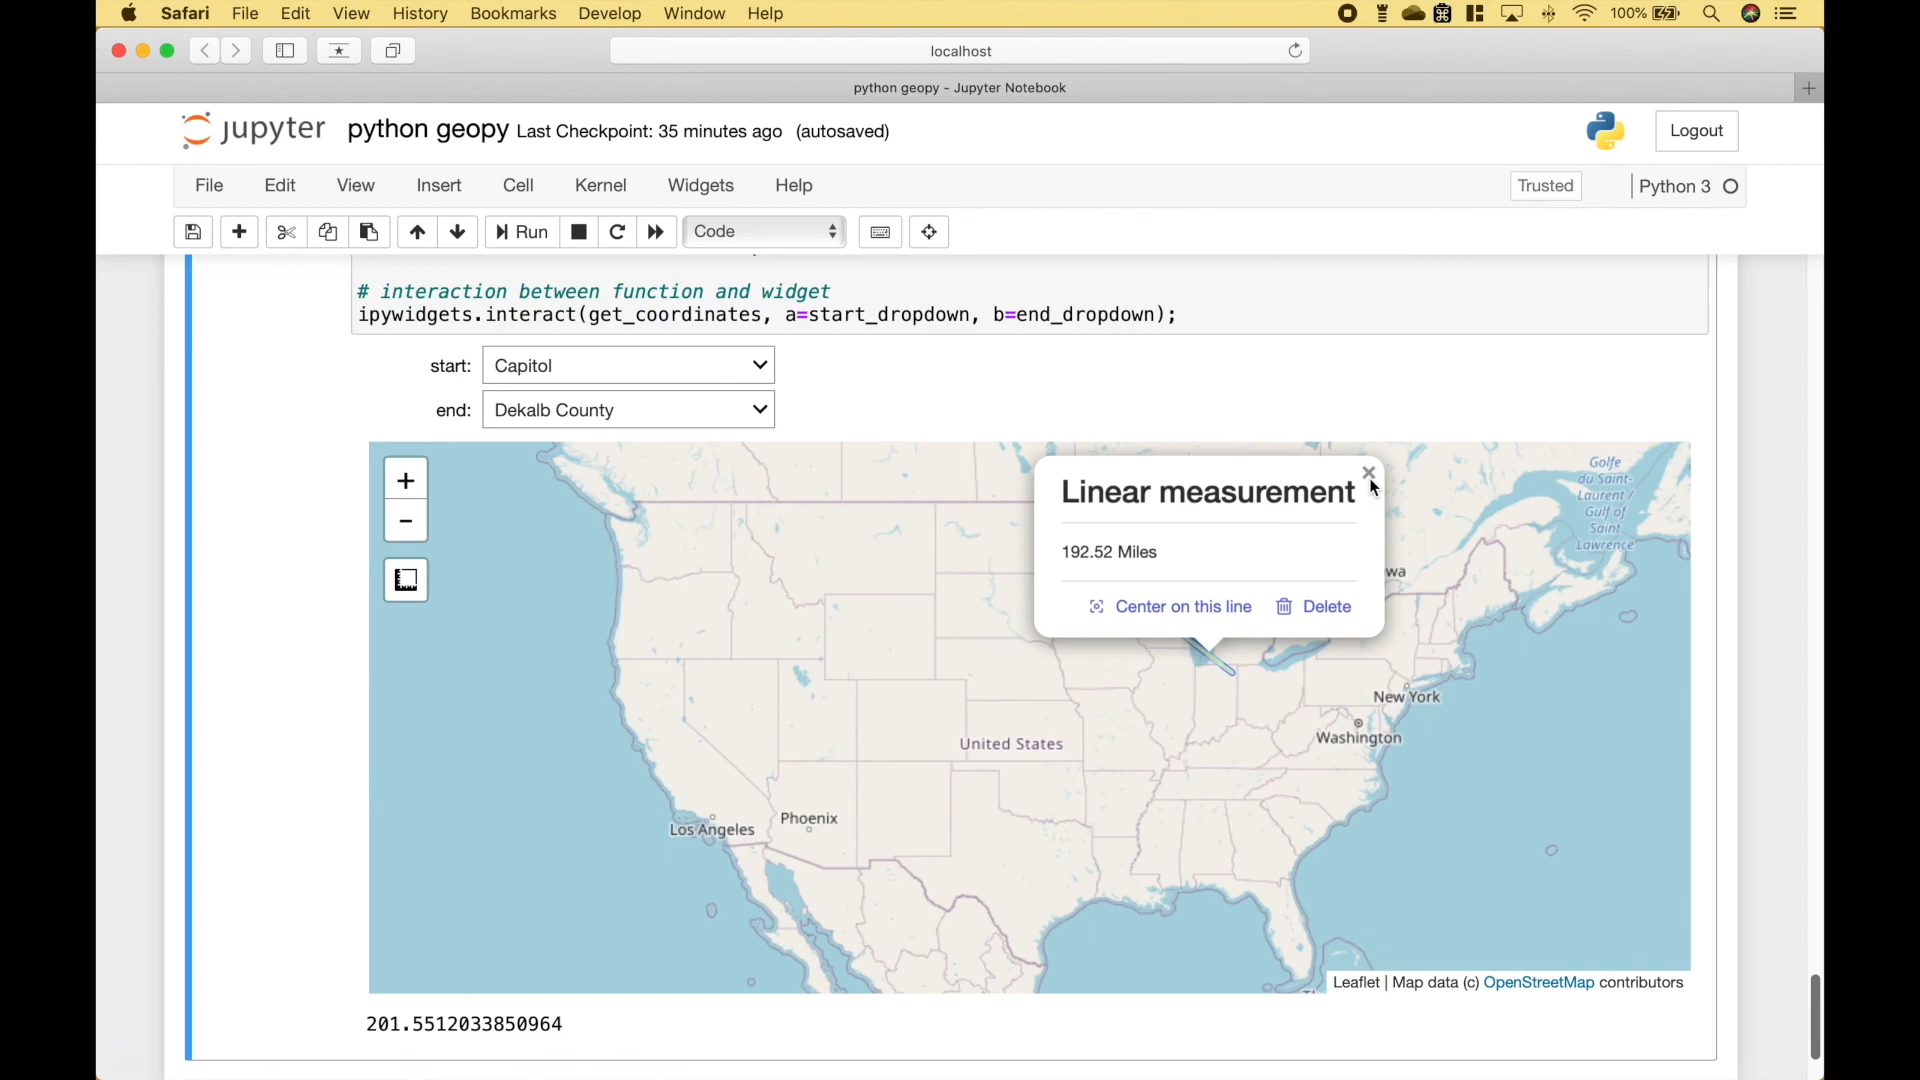 Safari File Edit View History Bookmarks Develop Window Help 100%
localhost
python geopy - Jupyter Notebook
jupyter python geopy Last Checkpoint: 35 minutes ago (autosaved) Logout
File Edit View Insert Cell Kernel Widgets Help Trusted Python 3
Run Code
# interaction between function and widget
ipywidgets.interact(get_coordinates, a=start_dropdown, b=end_dropdown);
start: Capitol
end: Dekalb County
+
−
Linear measurement ×
192.52 Miles
Center on this line Delete
Golfe
du Saint-
Laurent /
Gulf of
Saint
Lawrence
wa
New York
Washington
United States
Phoenix
Los Angeles
Leaflet | Map data (c) OpenStreetMap contributors
201.5512033850964